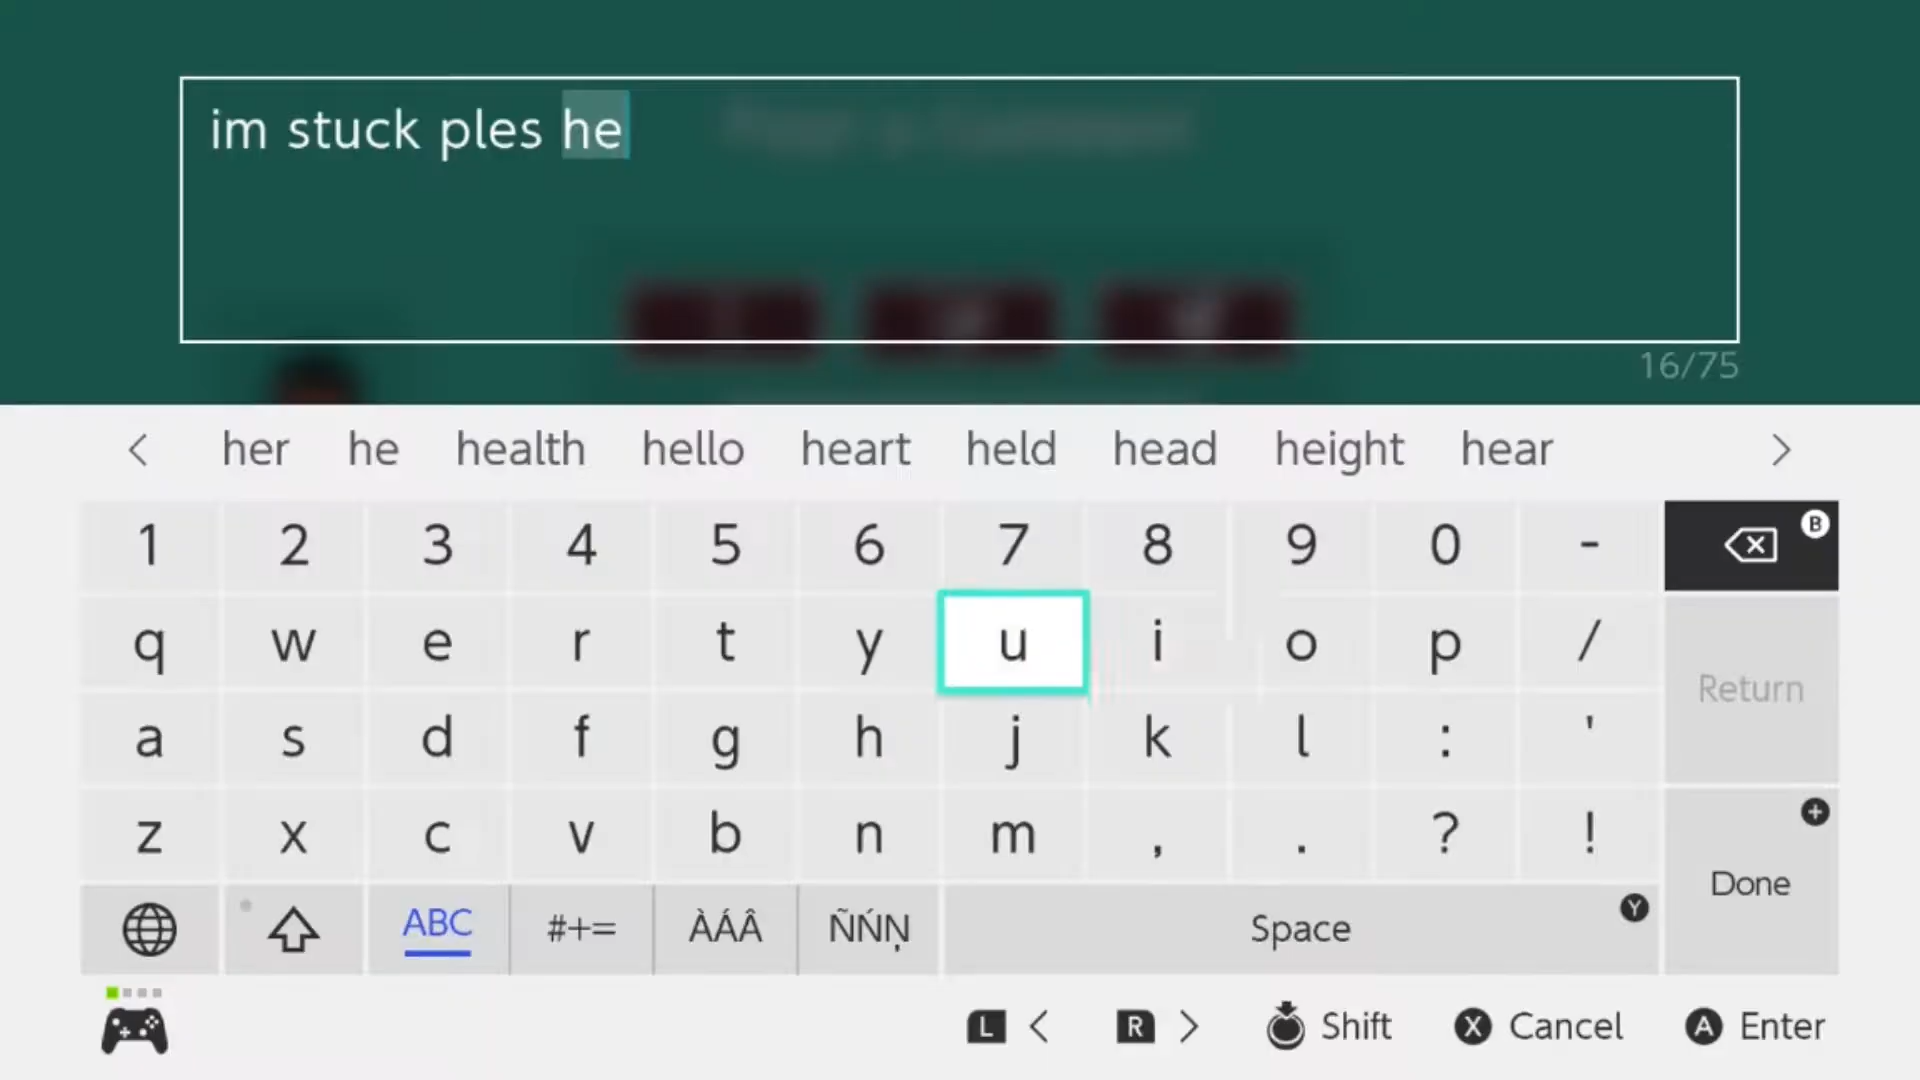 im stuck ples he
16/75
her he health hello heart held head height hear
1 2 3 4 5 6 7 8 9 0 - B
q w e r t y u i o p /
Return
a s d f g h j k l : '
z x c v b n m , . ? ! +
Done
ABC #+= ÀÁÂ ÑŃŅ Space Y
L < R > Shift X Cancel A Enter